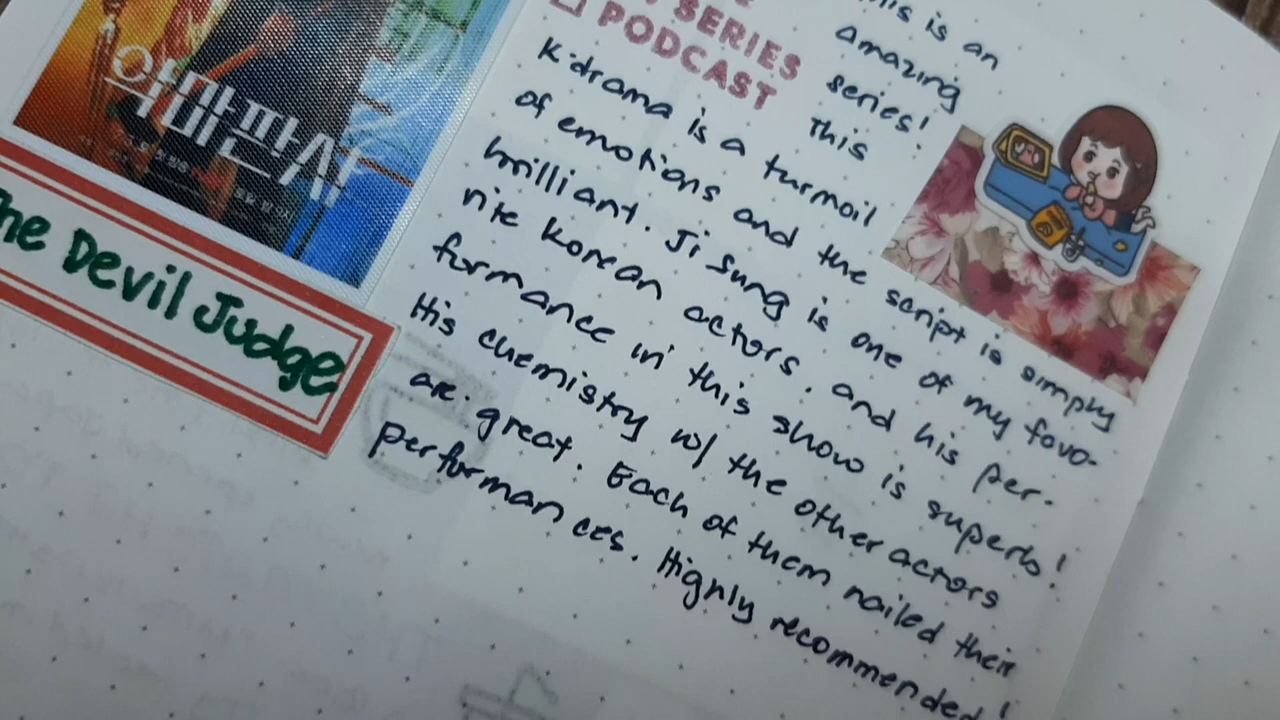 악마판사
The Devil Judge
SERIES
PODCAST
This is an
amazing
series!
This
K-drama is a turmoil
of emotions and the script is simply
brilliant. Ji Sung is one of my favo-
rite Korean actors, and his per-
formance in this show is superb!
His chemistry w/ the other actors
are great. Each of them nailed their
performances. Highly recommended!